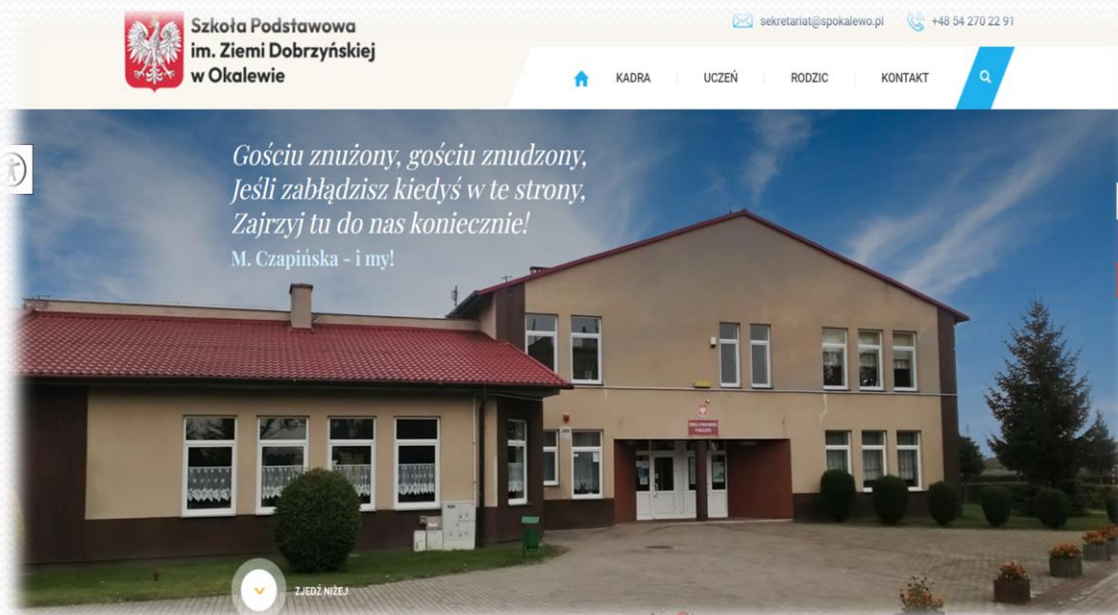 Szkoła Podstawowa
im. Ziemi Dobrzyńskiej
w Okalewie
sekretariat@spokalewo.pl
+48 54 270 22 91
KADRA
UCZEŃ
RODZIC
KONTAKT
Gościu znużony, gościu znudzony,
Jeśli zabłądzisz kiedyś w te strony,
Zajrzyj tu do nas koniecznie!
M. Czapińska - i my!
ZJEDŹ NIŻEJ